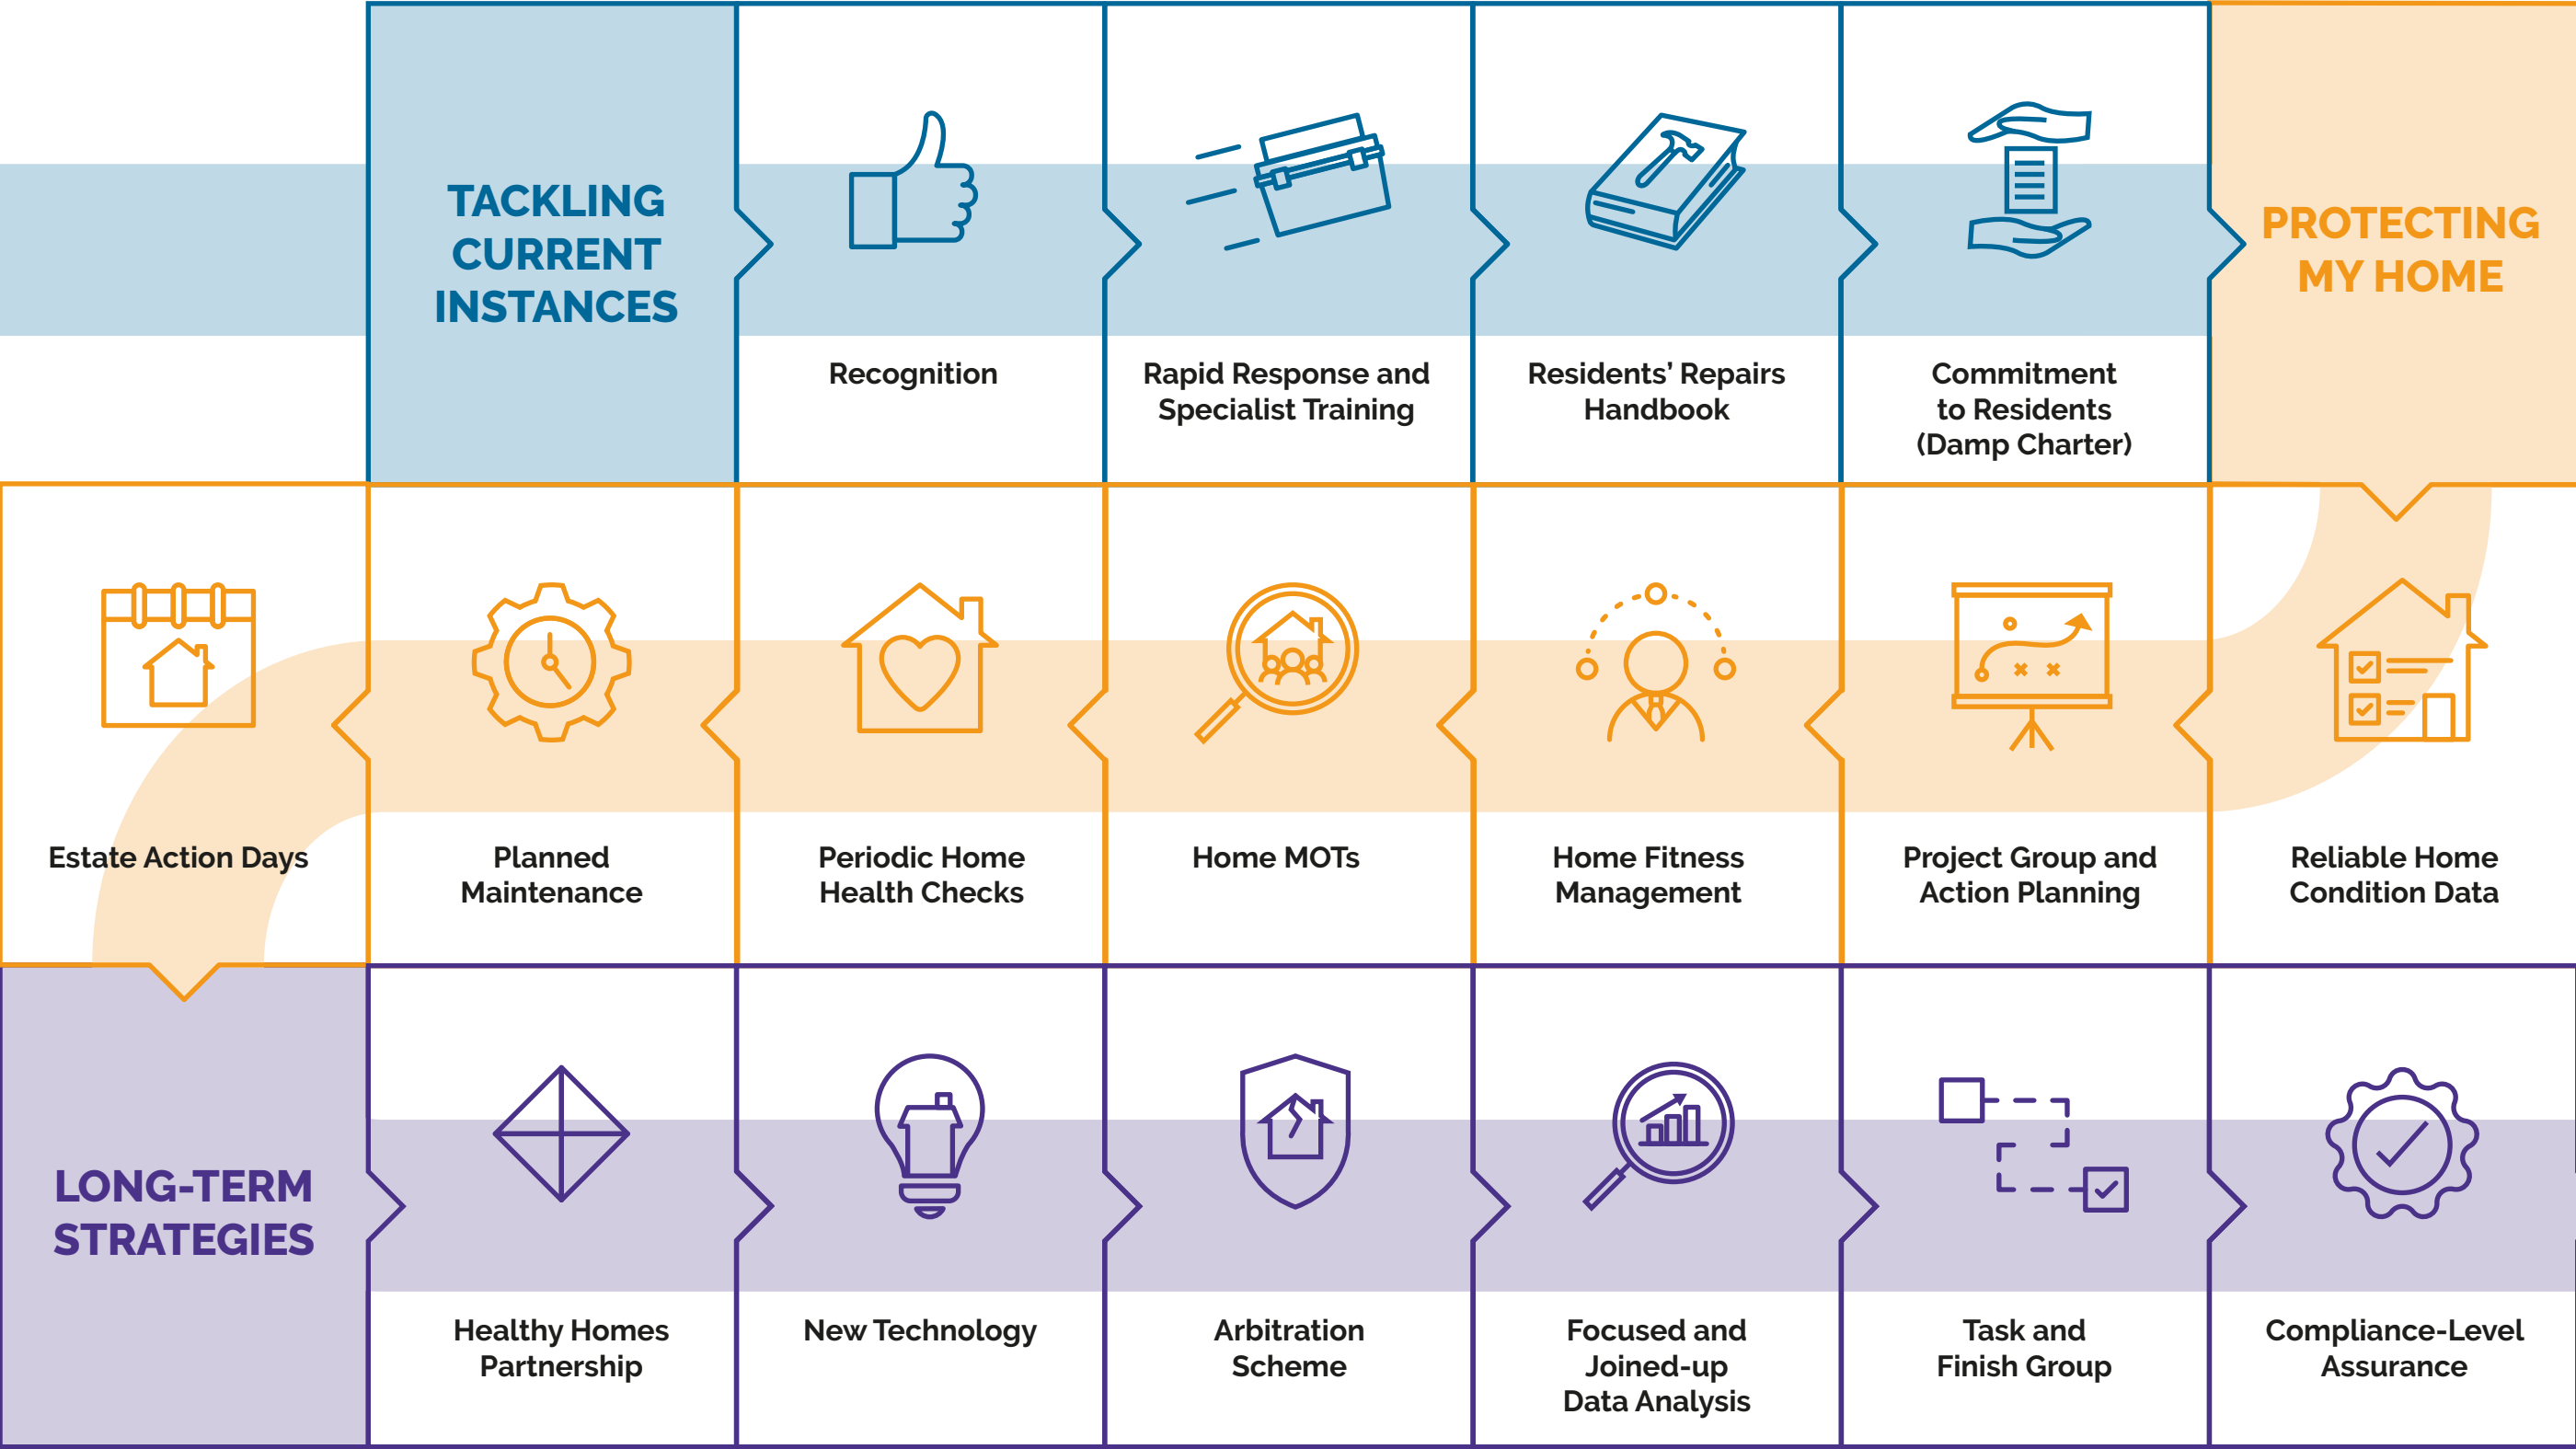 TACKLING
CURRENT
INSTANCES
Recognition
Rapid Response and
Specialist Training
Residents’ Repairs
Handbook
Commitment
to Residents
(Damp Charter)
PROTECTING
MY HOME
Reliable Home
Condition Data
Project Group and
Action Planning
Home Fitness
Management
Home MOTs
Periodic Home
Health Checks
Planned
Maintenance
Estate Action Days
LONG-TERM
STRATEGIES
Healthy Homes
Partnership
New Technology
Arbitration
Scheme
Focused and
Joined-up
Data Analysis
Task and
Finish Group
Compliance-Level
Assurance